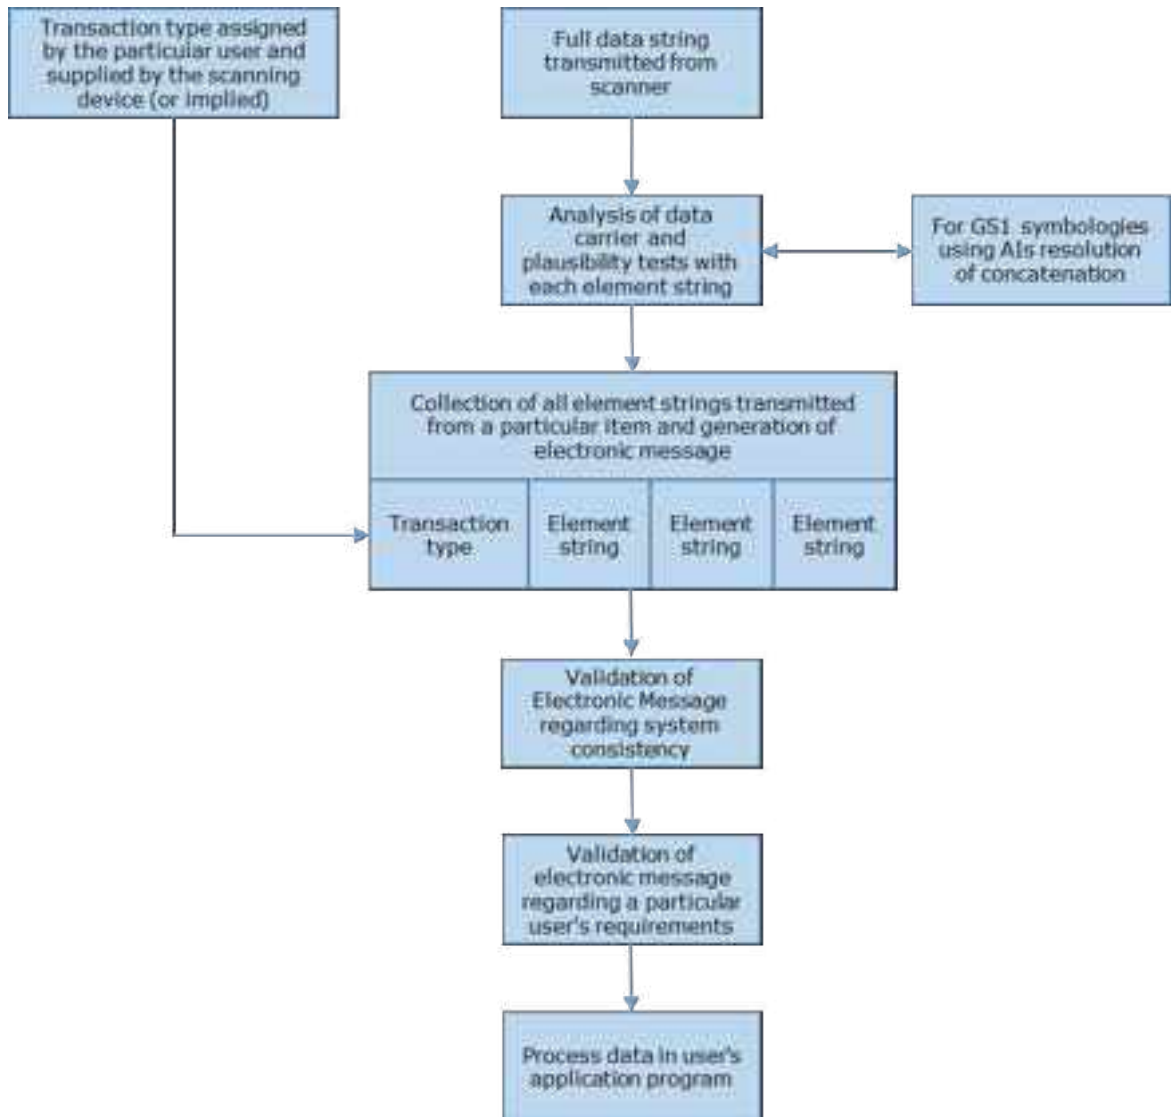 Transaction type assigned
by the particular user and
supplied by the scanning
device (or implied)
Full data string
transmitted from
scanner
Analysis of data
carrier and
plausibility tests with
each element string
For GS1 symbologies
using AIs resolution
of concatenation
Collection of all element strings transmitted
from a particular item and generation of
electronic message
Transaction
type
Element
string
Element
string
Element
string
Validation of
Electronic Message
regarding system
consistency
Validation of
electronic message
regarding a particular
user's requirements
Process data in user's
application program